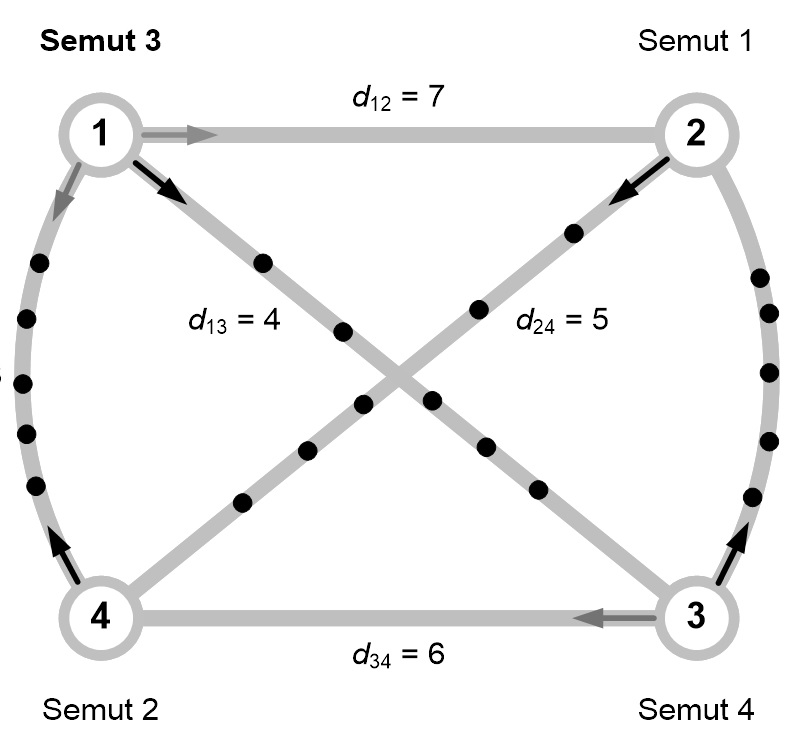 Semut 3
Semut 1
d12 = 7
1
2
d13 = 4
d24 = 5
4
3
d34 = 6
Semut 2
Semut 4